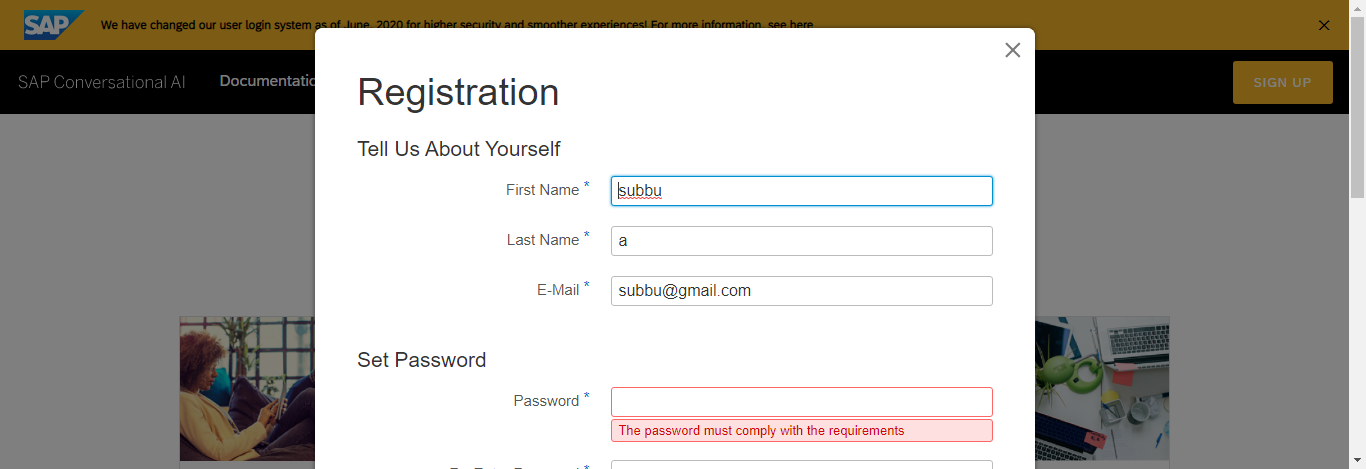 SAP
We have changed our user login system as of June, 2020 for higher security and smoother experiences! For more information, see here
SAP Conversational AI
SIGN UP
Registration
Tell Us About Yourself
First Name * subbu
Last Name * a
E-Mail * subbu@gmail.com
Set Password
Password *
The password must comply with the requirements